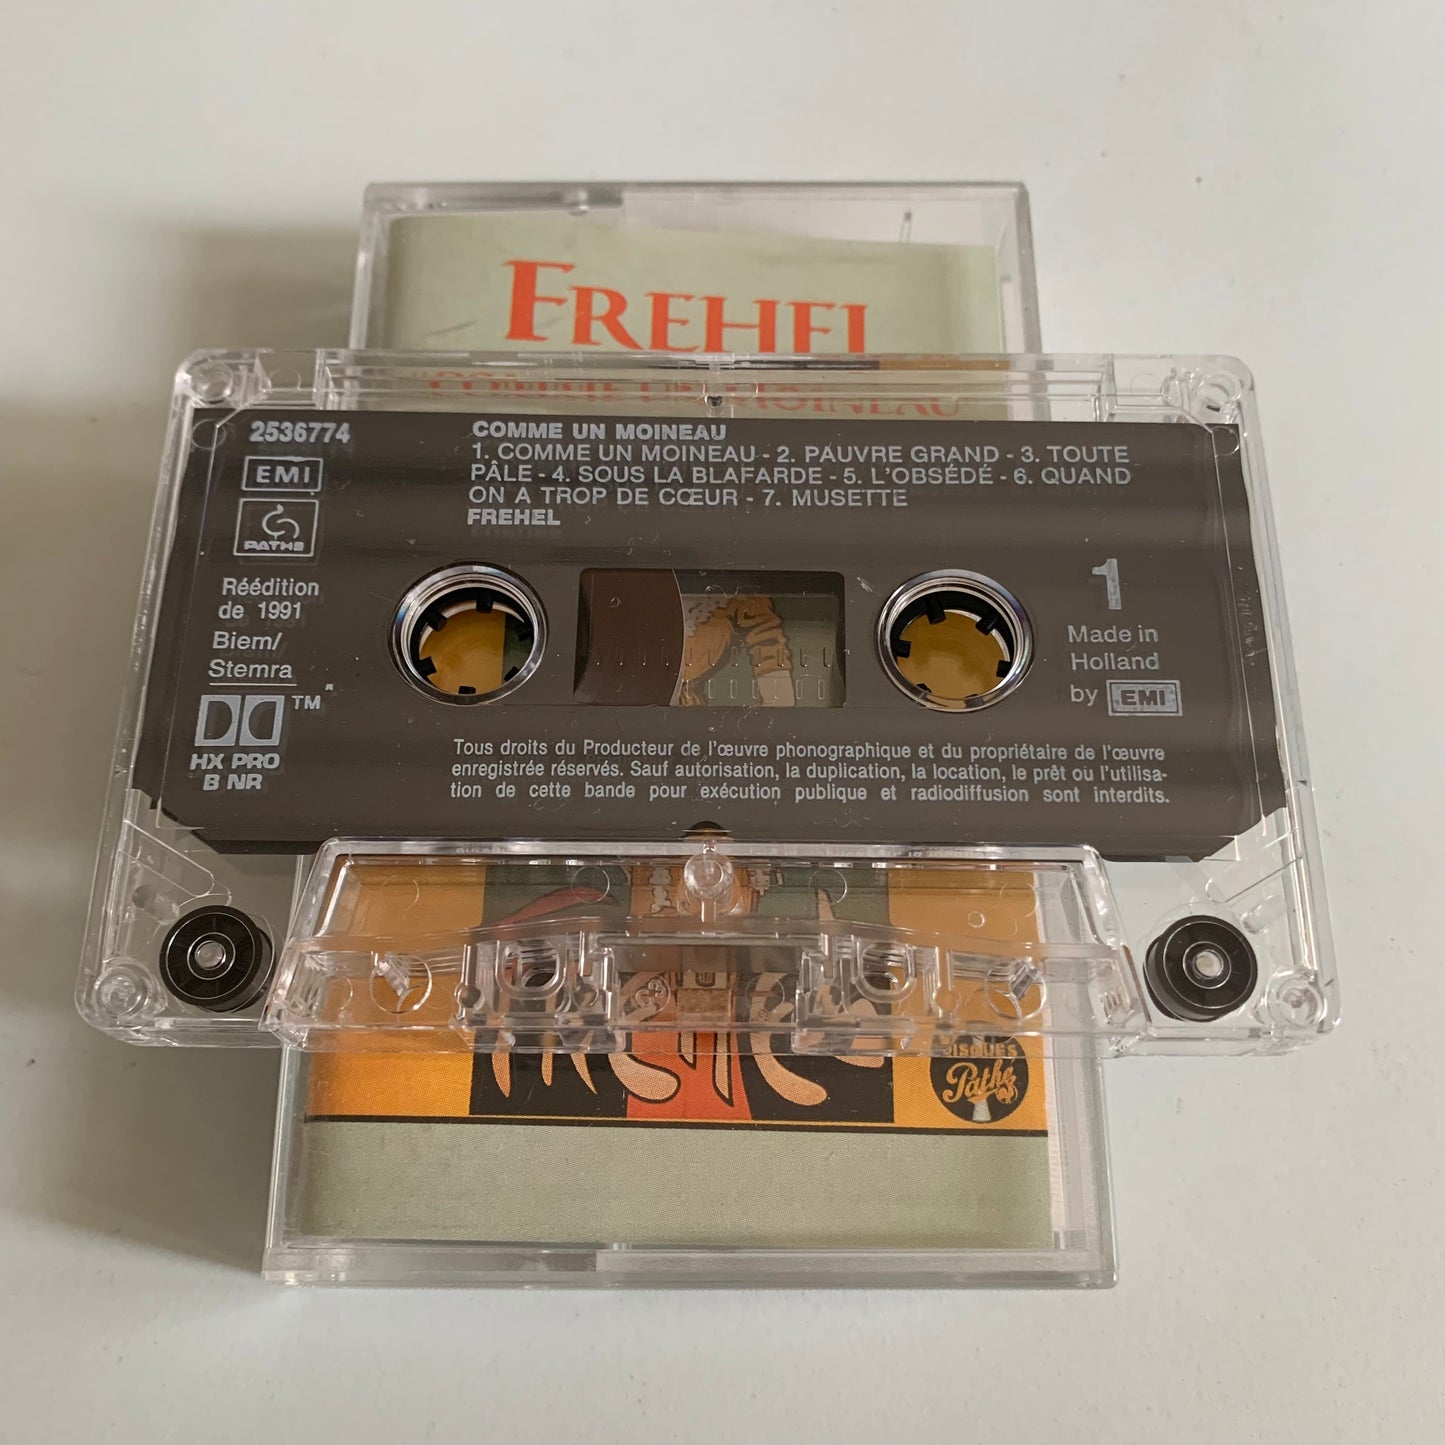 FREHEL
"COMME UN MOINEAU"
2536774
EMI
PATHE
Réédition
de 1991
Biem/
Stemra
TM
HX PRO
B NR
COMME UN MOINEAU
1. COMME UN MOINEAU - 2. PAUVRE GRAND - 3. TOUTE
PÂLE - 4. SOUS LA BLAFARDE - 5. L'OBSÉDÉ - 6. QUAND
ON A TROP DE CŒUR - 7. MUSETTE
FREHEL
1
Made in
Holland
by EMI
Tous droits du Producteur de l'œuvre phonographique et du propriétaire de l'œuvre
enregistrée réservés. Sauf autorisation, la duplication, la location, le prêt ou l'utilisa-
tion de cette bande pour exécution publique et radiodiffusion sont interdits.
DISQUES
Pathé